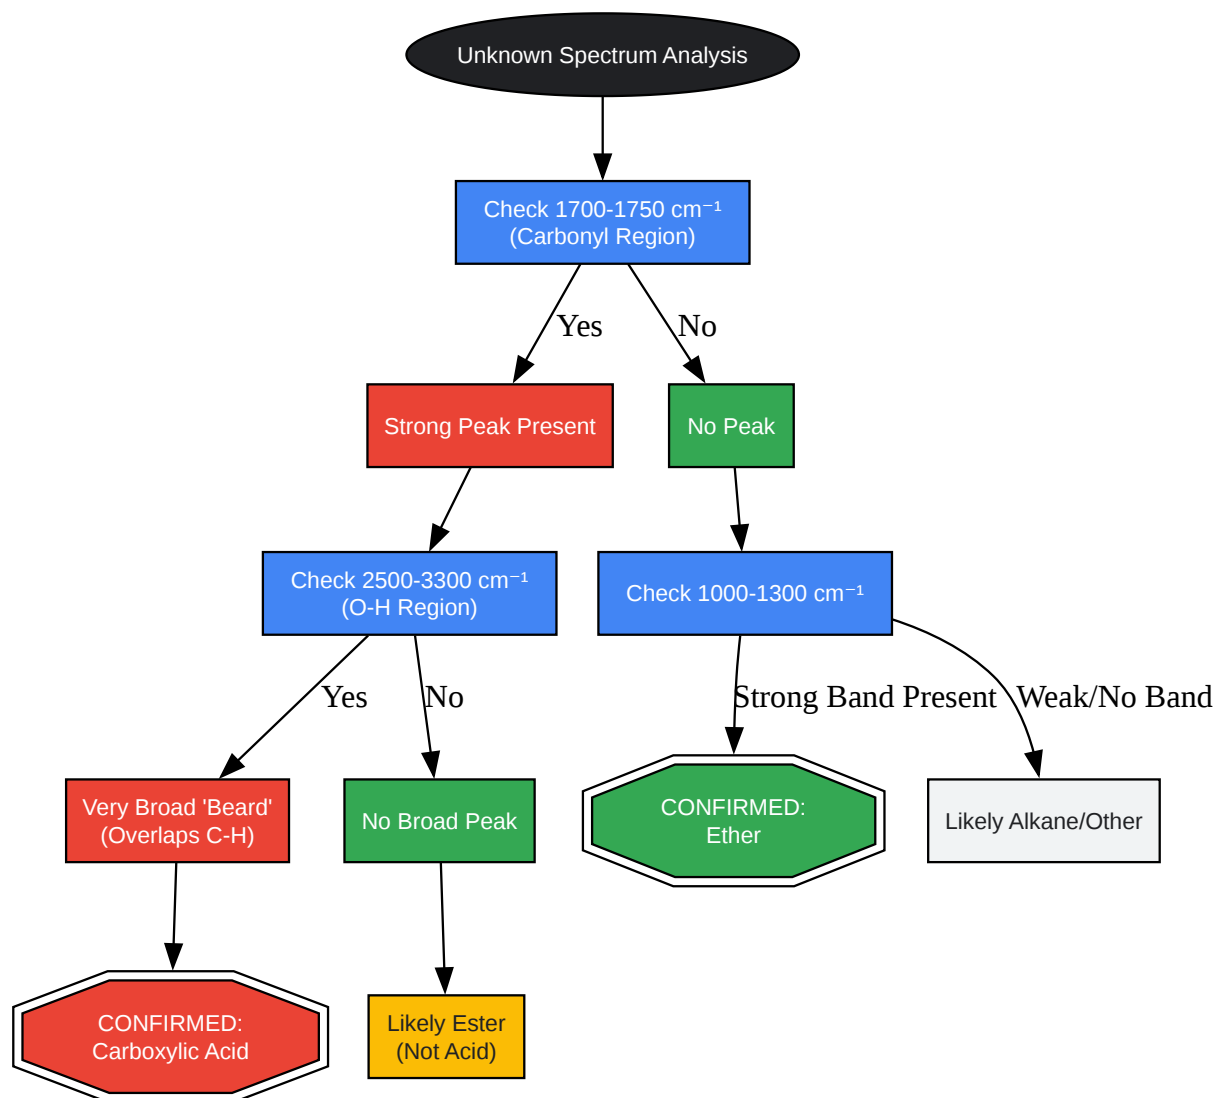 Unknown Spectrum Analysis
Check 1700-1750 cm⁻¹
(Carbonyl Region)
Yes
No
Strong Peak Present
No Peak
Check 2500-3300 cm⁻¹
(O-H Region)
Check 1000-1300 cm⁻¹
Yes
No
Strong Band Present
Weak/No Band
Very Broad 'Beard'
(Overlaps C-H)
No Broad Peak
CONFIRMED:
Ether
Likely Alkane/Other
CONFIRMED:
Carboxylic Acid
Likely Ester
(Not Acid)